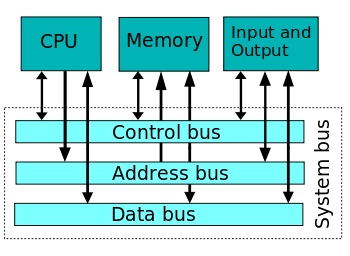 CPU
Memory
Input and
Output
Control bus
Address bus
Data bus
System bus